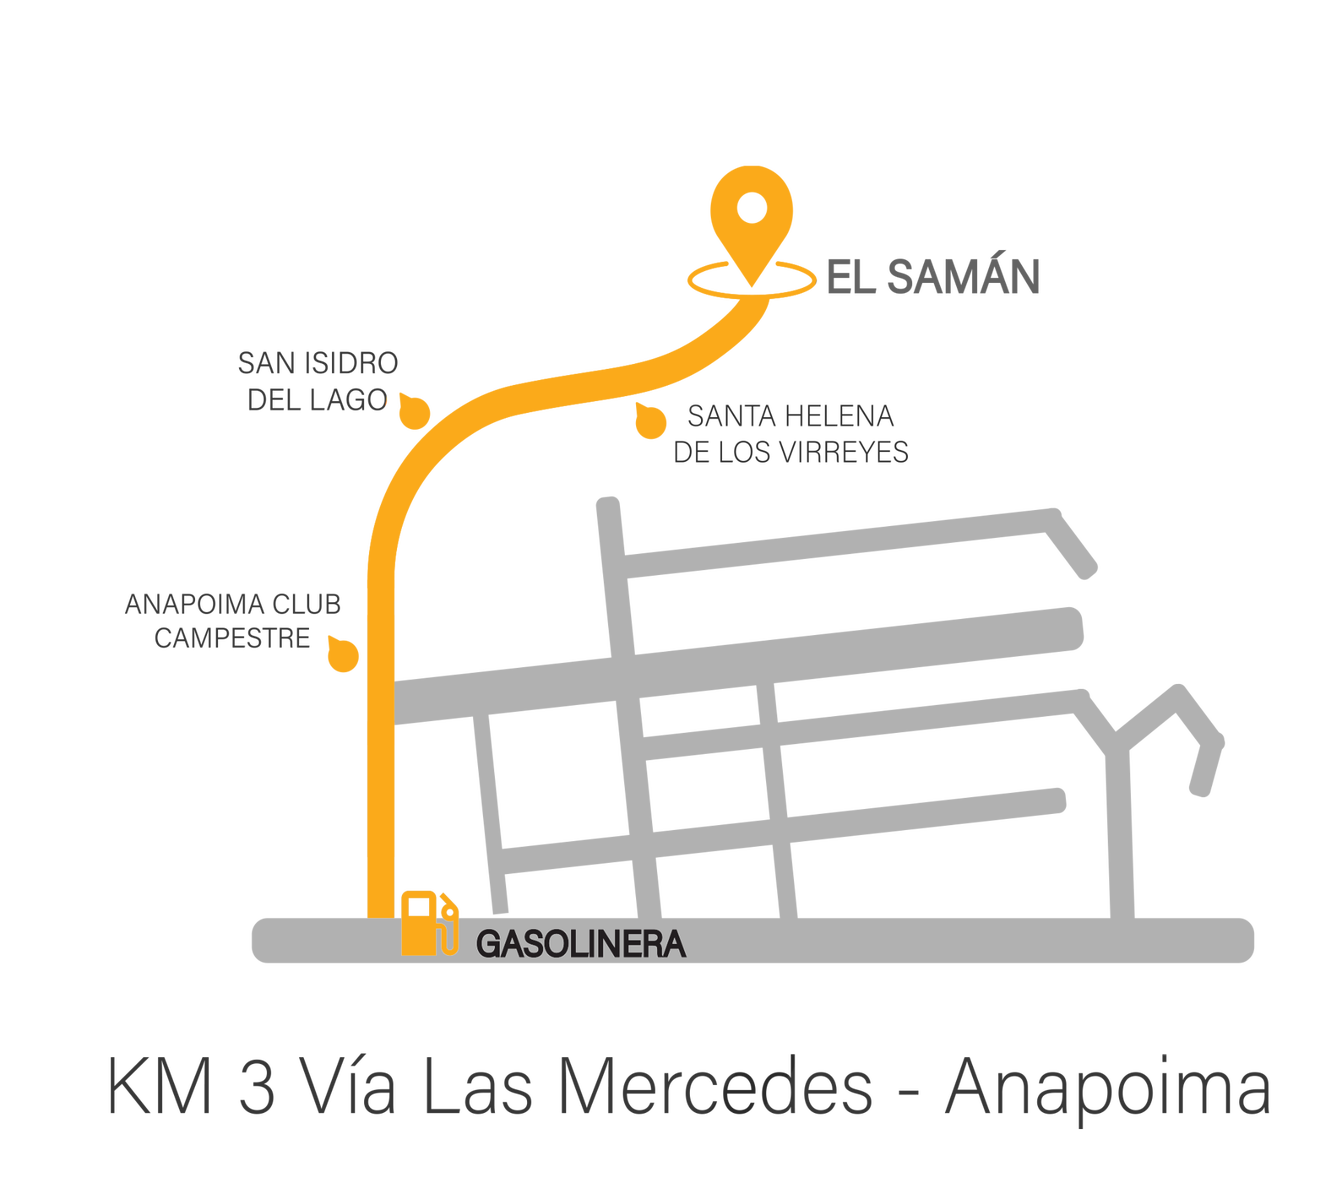 EL SAMÁN
SAN ISIDRO
DEL LAGO
SANTA HELENA
DE LOS VIRREYES
ANAPOIMA CLUB
CAMPESTRE
GASOLINERA
KM 3 Vía Las Mercedes - Anapoima